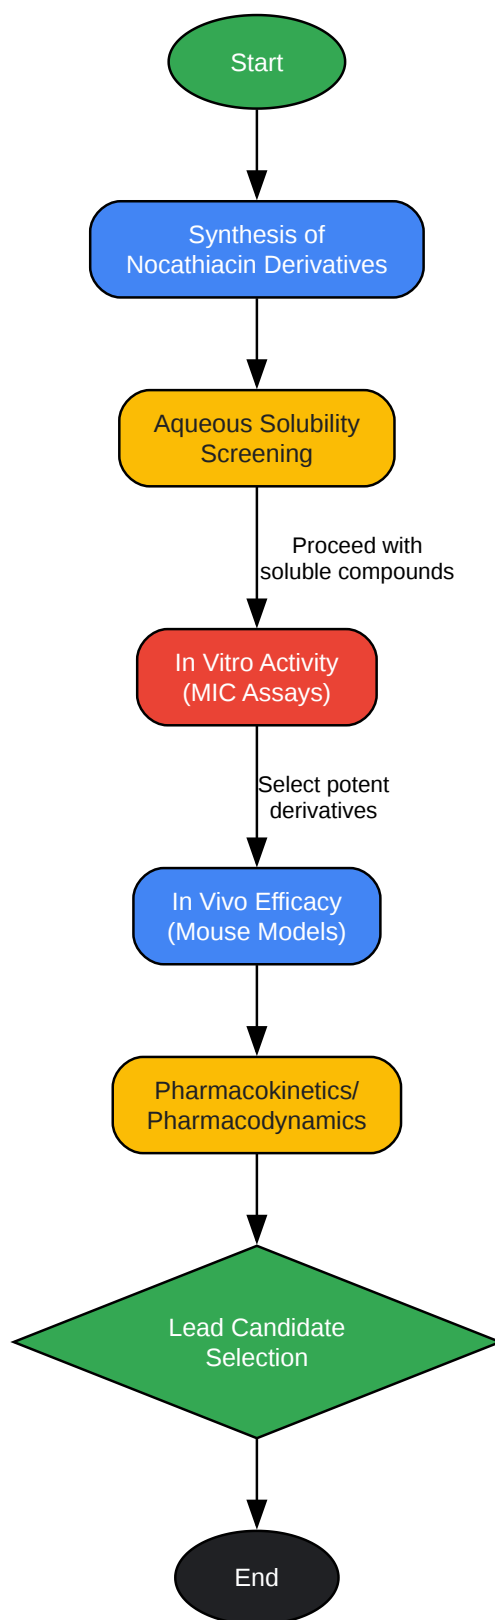 Start
Synthesis of
Nocathiacin Derivatives
Aqueous Solubility
Screening
Proceed with
soluble compounds
In Vitro Activity
(MIC Assays)
Select potent
derivatives
In Vivo Efficacy
(Mouse Models)
Pharmacokinetics/
Pharmacodynamics
Lead Candidate
Selection
End